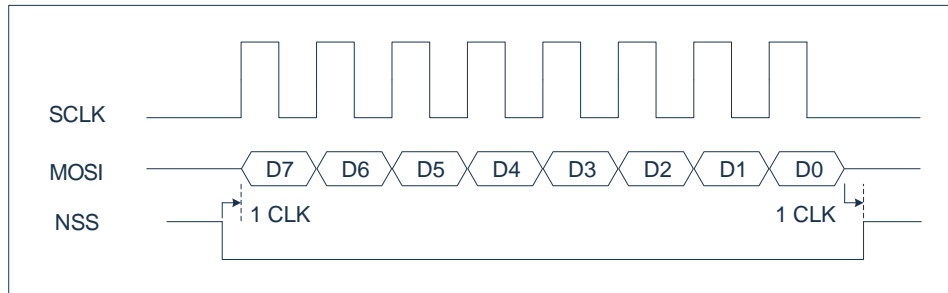 SCLK
MOSI D7 D6 D5 D4 D3 D2 D1 D0
1 CLK 1 CLK
NSS